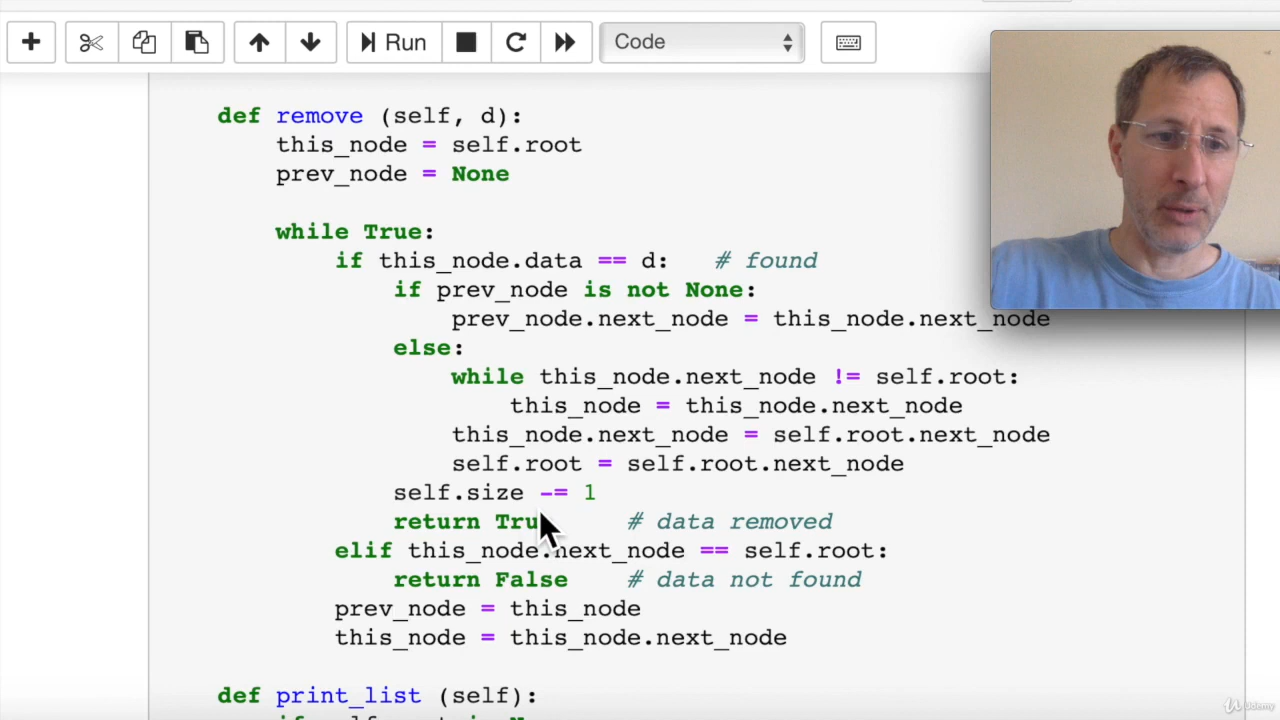 Run
Code
def remove (self, d):
this_node = self.root
prev_node = None
while True:
if this_node.data == d: # found
if prev_node is not None:
prev_node.next_node = this_node.next_node
else:
while this_node.next_node != self.root:
this_node = this_node.next_node
this_node.next_node = self.root.next_node
self.root = self.root.next_node
self.size -= 1
return Tru # data removed
elif this_node.next_node == self.root:
return False # data not found
prev_node = this_node
this_node = this_node.next_node
def print_list (self):
Udemy